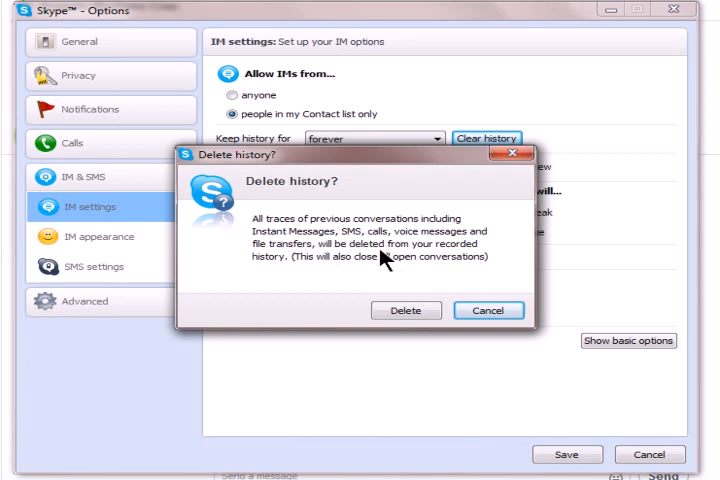 Skype™ - Options
General
Privacy
Notifications
Calls
IM & SMS
IM settings
IM appearance
SMS settings
Advanced
IM settings: Set up your IM options
Allow IMs from...
anyone
people in my Contact list only
Keep history for forever Clear history
will...
Delete history?
Delete history?
All traces of previous conversations including
Instant Messages, SMS, calls, voice messages and
file transfers, will be deleted from your recorded
history. (This will also close open conversations)
Delete Cancel
Show basic options
Save Cancel
Send a message
Send